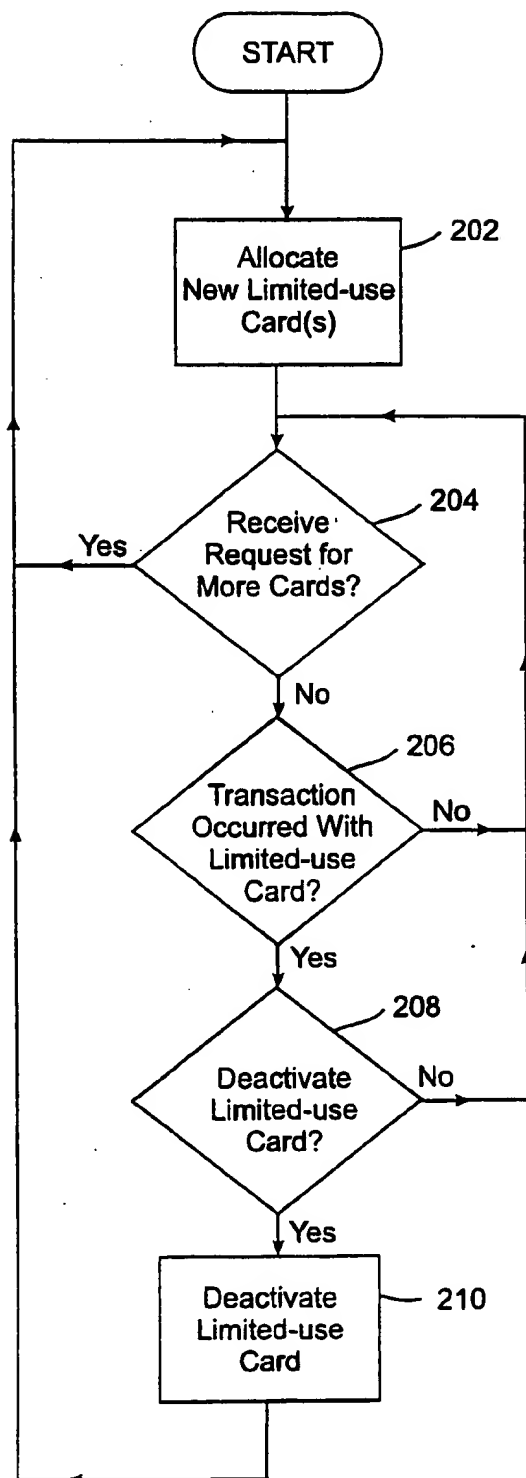 START
202
Allocate
New Limited-use
Card(s)
204
Receive
Request for
More Cards?
Yes
No
206
Transaction
Occurred With
Limited-use
Card?
No
Yes
208
Deactivate
Limited-use
Card?
No
Yes
210
Deactivate
Limited-use
Card